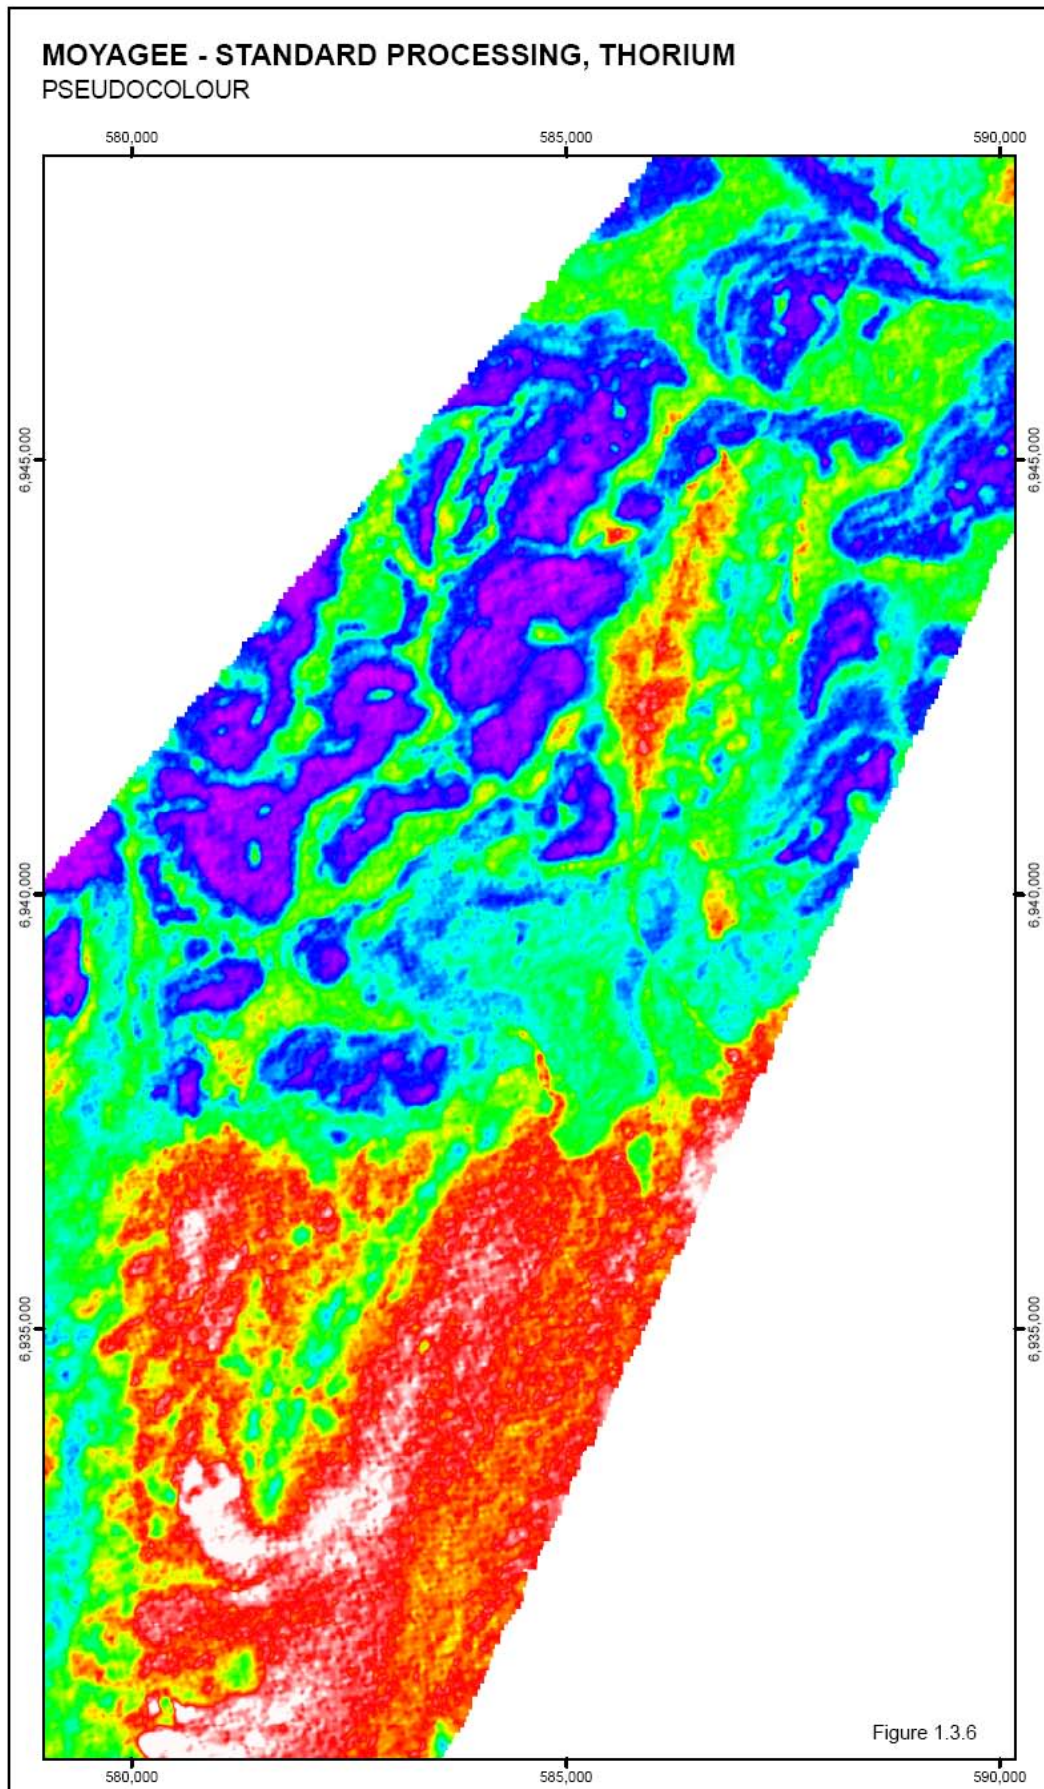 MOYAGEE - STANDARD PROCESSING, THORIUM
PSEUDOCOLOUR
580,000 585,000 590,000
6,945,000 6,945,000
6,940,000 6,940,000
6,935,000 6,935,000
Figure 1.3.6
580,000 585,000 590,000